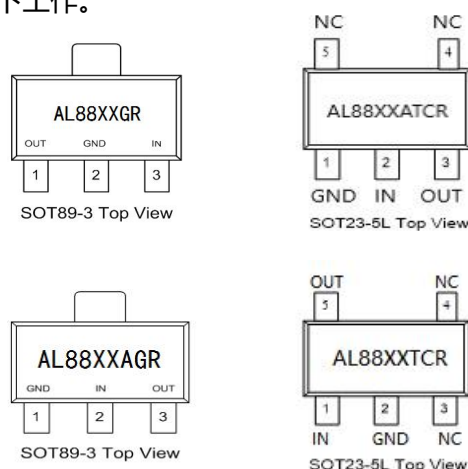 下工作。
AL88XXGR
OUT GND IN
1 2 3
SOT89-3 Top View
NC NC
5 4
AL88XXATCR
1 2 3
GND IN OUT
SOT23-5L Top View
AL88XXAGR
GND IN OUT
1 2 3
SOT89-3 Top View
OUT NC
5 4
AL88XXTCR
1 2 3
IN GND NC
SOT23-5L Top View